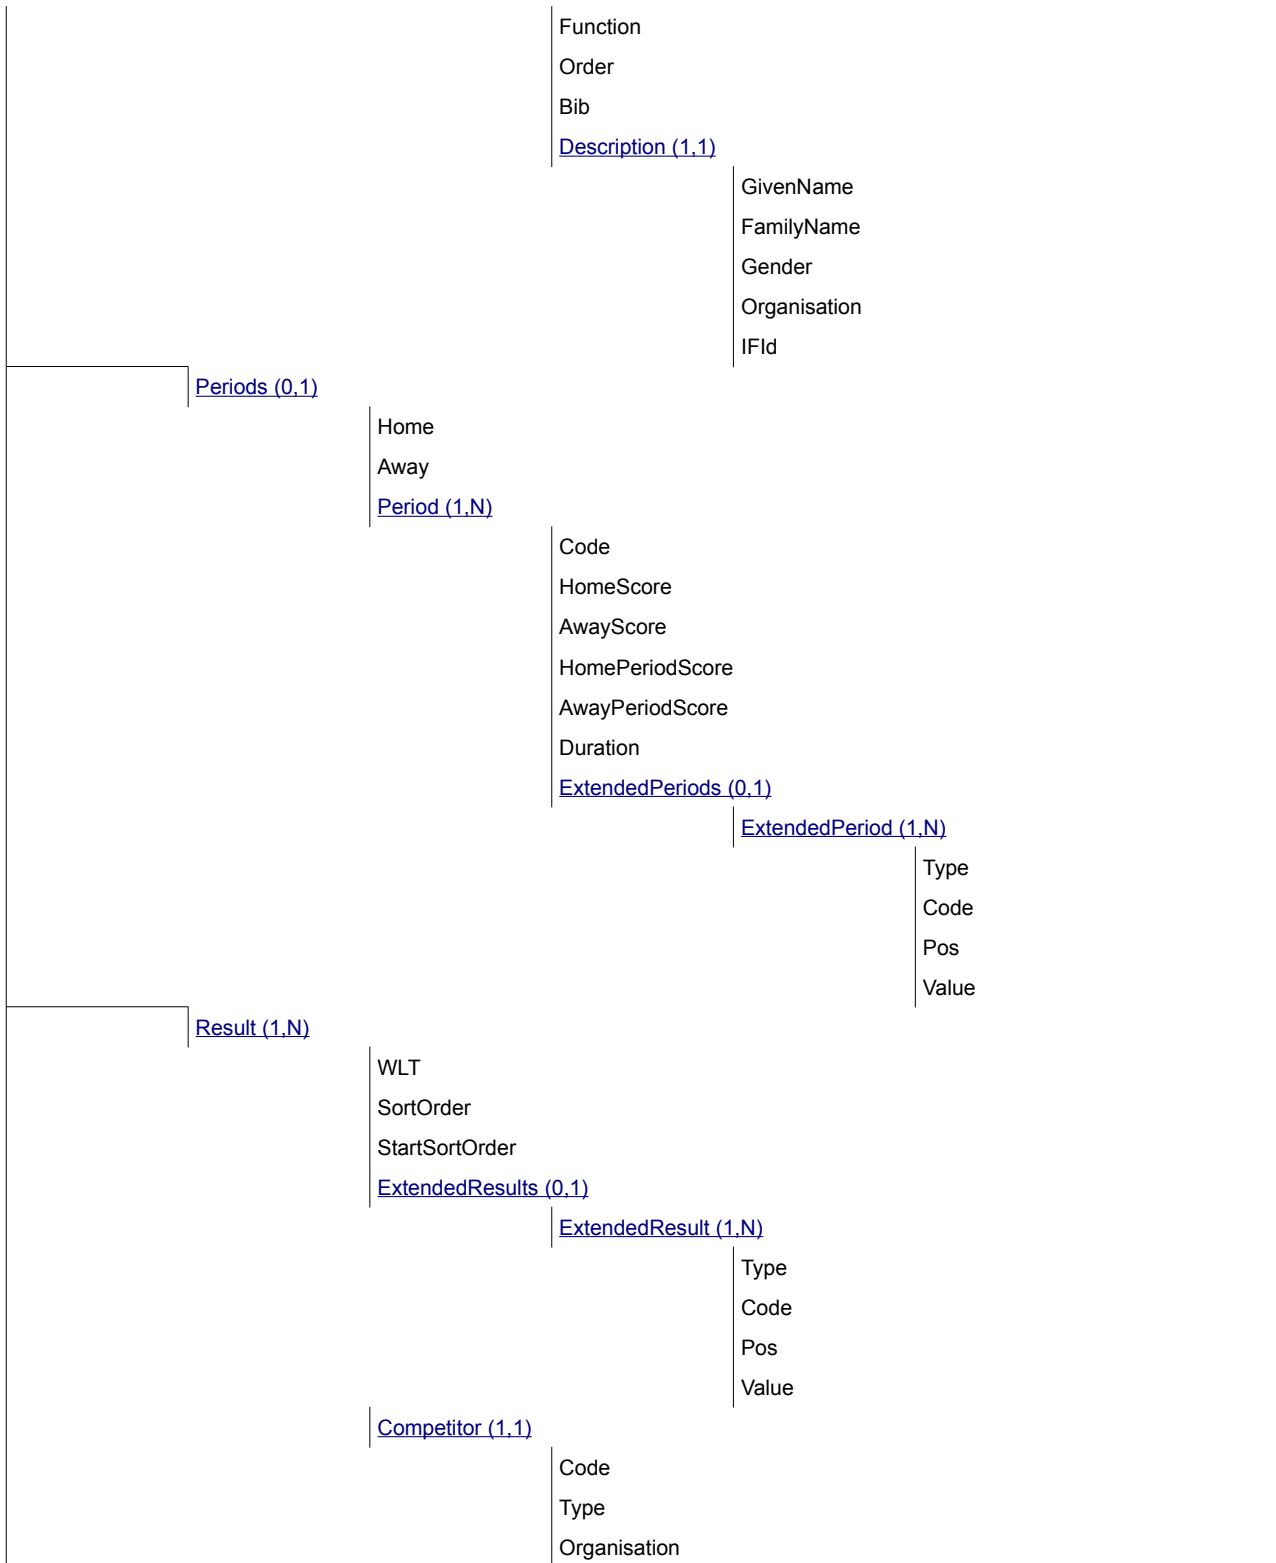 Function
Order
Bib
Description (1,1)
GivenName
FamilyName
Gender
Organisation
IFId
Periods (0,1)
Home
Away
Period (1,N)
Code
HomeScore
AwayScore
HomePeriodScore
AwayPeriodScore
Duration
ExtendedPeriods (0,1)
ExtendedPeriod (1,N)
Type
Code
Pos
Value
Result (1,N)
WLT
SortOrder
StartSortOrder
ExtendedResults (0,1)
ExtendedResult (1,N)
Type
Code
Pos
Value
Competitor (1,1)
Code
Type
Organisation